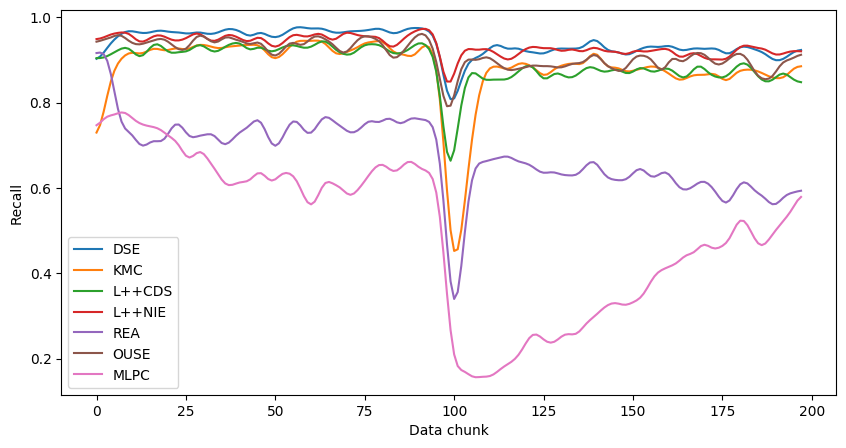 1.0
0.8
0.6
0.4
0.2
Recall
DSE
KMC
L++CDS
L++NIE
REA
OUSE
MLPC
0 25 50 75 100 125 150 175 200
Data chunk